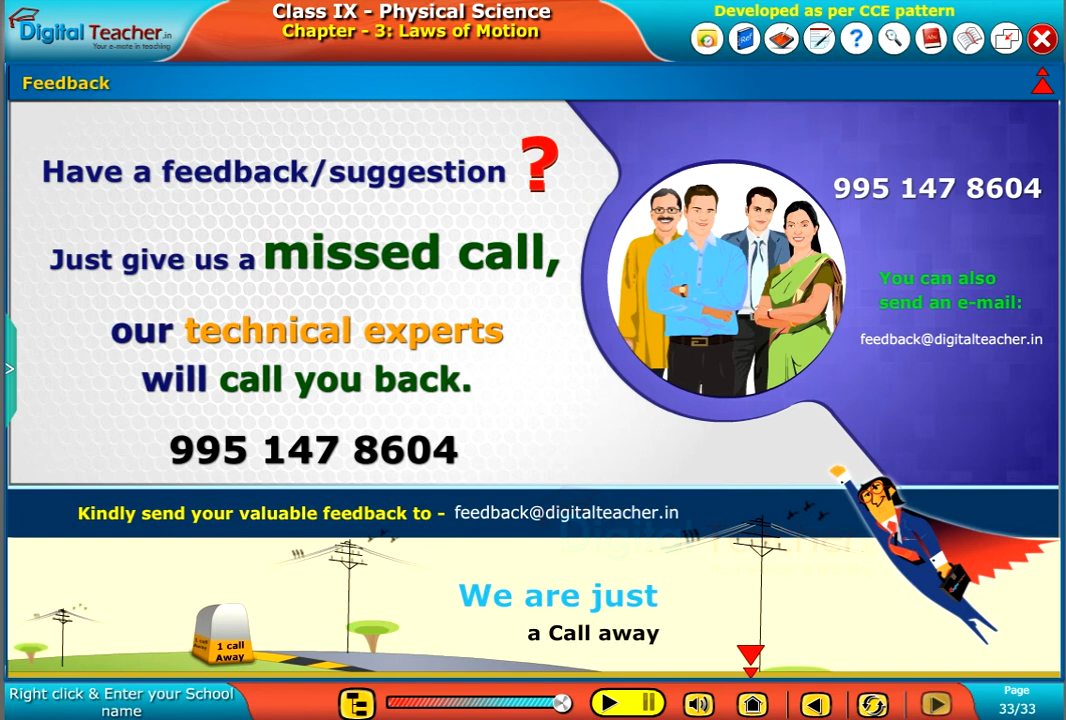 Digital Teacher.in
Your e-mate in teaching
Class IX - Physical Science
Chapter - 3: Laws of Motion
Developed as per CCE pattern
Feedback
Have a feedback/suggestion ?
Just give us a missed call,
our technical experts
will call you back.
995 147 8604
995 147 8604
You can also
send an e-mail:
feedback@digitalteacher.in
Kindly send your valuable feedback to - feedback@digitalteacher.in
We are just
a Call away
1 call
Away
Right click & Enter your School
name
Page
33/33